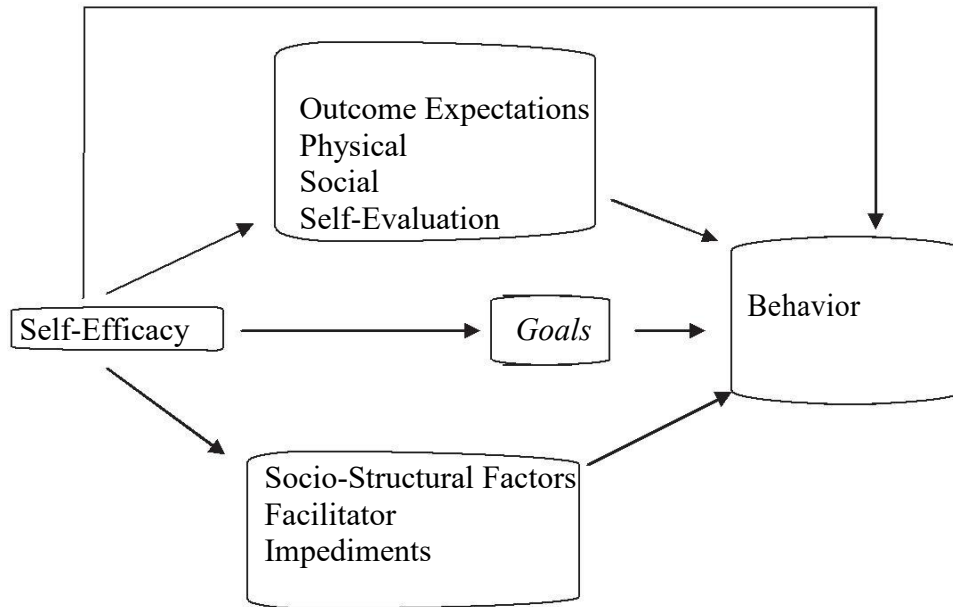 Outcome Expectations
Physical
Social
Self-Evaluation
Self-Efficacy
Goals
Behavior
Socio-Structural Factors
Facilitator
Impediments